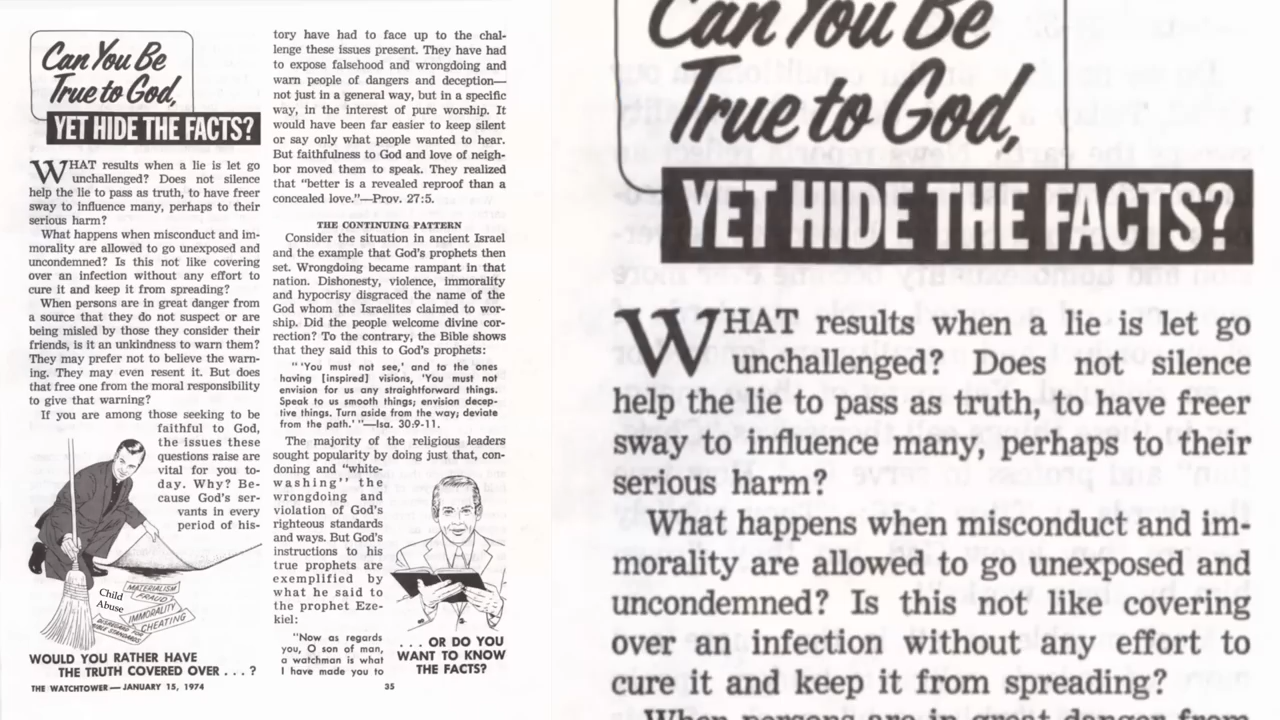 Can You Be
True to God,
YET HIDE THE FACTS?
WHAT results when a lie is let go
unchallenged? Does not silence
help the lie to pass as truth, to have freer
sway to influence many, perhaps to their
serious harm?
What happens when misconduct and im-
morality are allowed to go unexposed and
uncondemned? Is this not like covering
over an infection without any effort to
cure it and keep it from spreading?
When persons are in great danger from
a source that they do not suspect or are
being misled by those they consider their
friends, is it an unkindness to warn them?
They may prefer not to believe the warn-
ing. They may even resent it. But does
that free one from the moral responsibility
to give that warning?
If you are among those seeking to be
faithful to God,
the issues these
questions raise are
vital for you to-
day. Why? Be-
cause God's ser-
vants in every
period of his-
Child
Abuse
MATERIALISM
FRAUD
IMMORALITY
CHEATING
DISREGARD FOR
BIBLE STANDARDS
WOULD YOU RATHER HAVE
THE TRUTH COVERED OVER . . . ?
tory have had to face up to the chal-
lenge these issues present. They have had
to expose falsehood and wrongdoing and
warn people of dangers and deception—
not just in a general way, but in a specific
way, in the interest of pure worship. It
would have been far easier to keep silent
or say only what people wanted to hear.
But faithfulness to God and love of neigh-
bor moved them to speak. They realized
that "better is a revealed reproof than a
concealed love."—Prov. 27:5.
THE CONTINUING PATTERN
Consider the situation in ancient Israel
and the example that God's prophets then
set. Wrongdoing became rampant in that
nation. Dishonesty, violence, immorality
and hypocrisy disgraced the name of the
God whom the Israelites claimed to wor-
ship. Did the people welcome divine cor-
rection? To the contrary, the Bible shows
that they said this to God's prophets:
" 'You must not see,' and to the ones
having [inspired] visions, 'You must not
envision for us any straightforward things.
Speak to us smooth things; envision decep-
tive things. Turn aside from the way; deviate
from the path.' "—Isa. 30:9-11.
The majority of the religious leaders
sought popularity by doing just that, con-
doning and "white-
washing" the
wrongdoing and
violation of God's
righteous standards
and ways. But God's
instructions to his
true prophets are
exemplified by
what he said to
the prophet Eze-
kiel:
"Now as regards
you, O son of man,
a watchman is what
I have made you to
. . . OR DO YOU
WANT TO KNOW
THE FACTS?
THE WATCHTOWER—JANUARY 15, 1974
35
Can You Be
True to God,
YET HIDE THE FACTS?
WHAT results when a lie is let go
unchallenged? Does not silence
help the lie to pass as truth, to have freer
sway to influence many, perhaps to their
serious harm?
What happens when misconduct and im-
morality are allowed to go unexposed and
uncondemned? Is this not like covering
over an infection without any effort to
cure it and keep it from spreading?
When persons are in great danger from